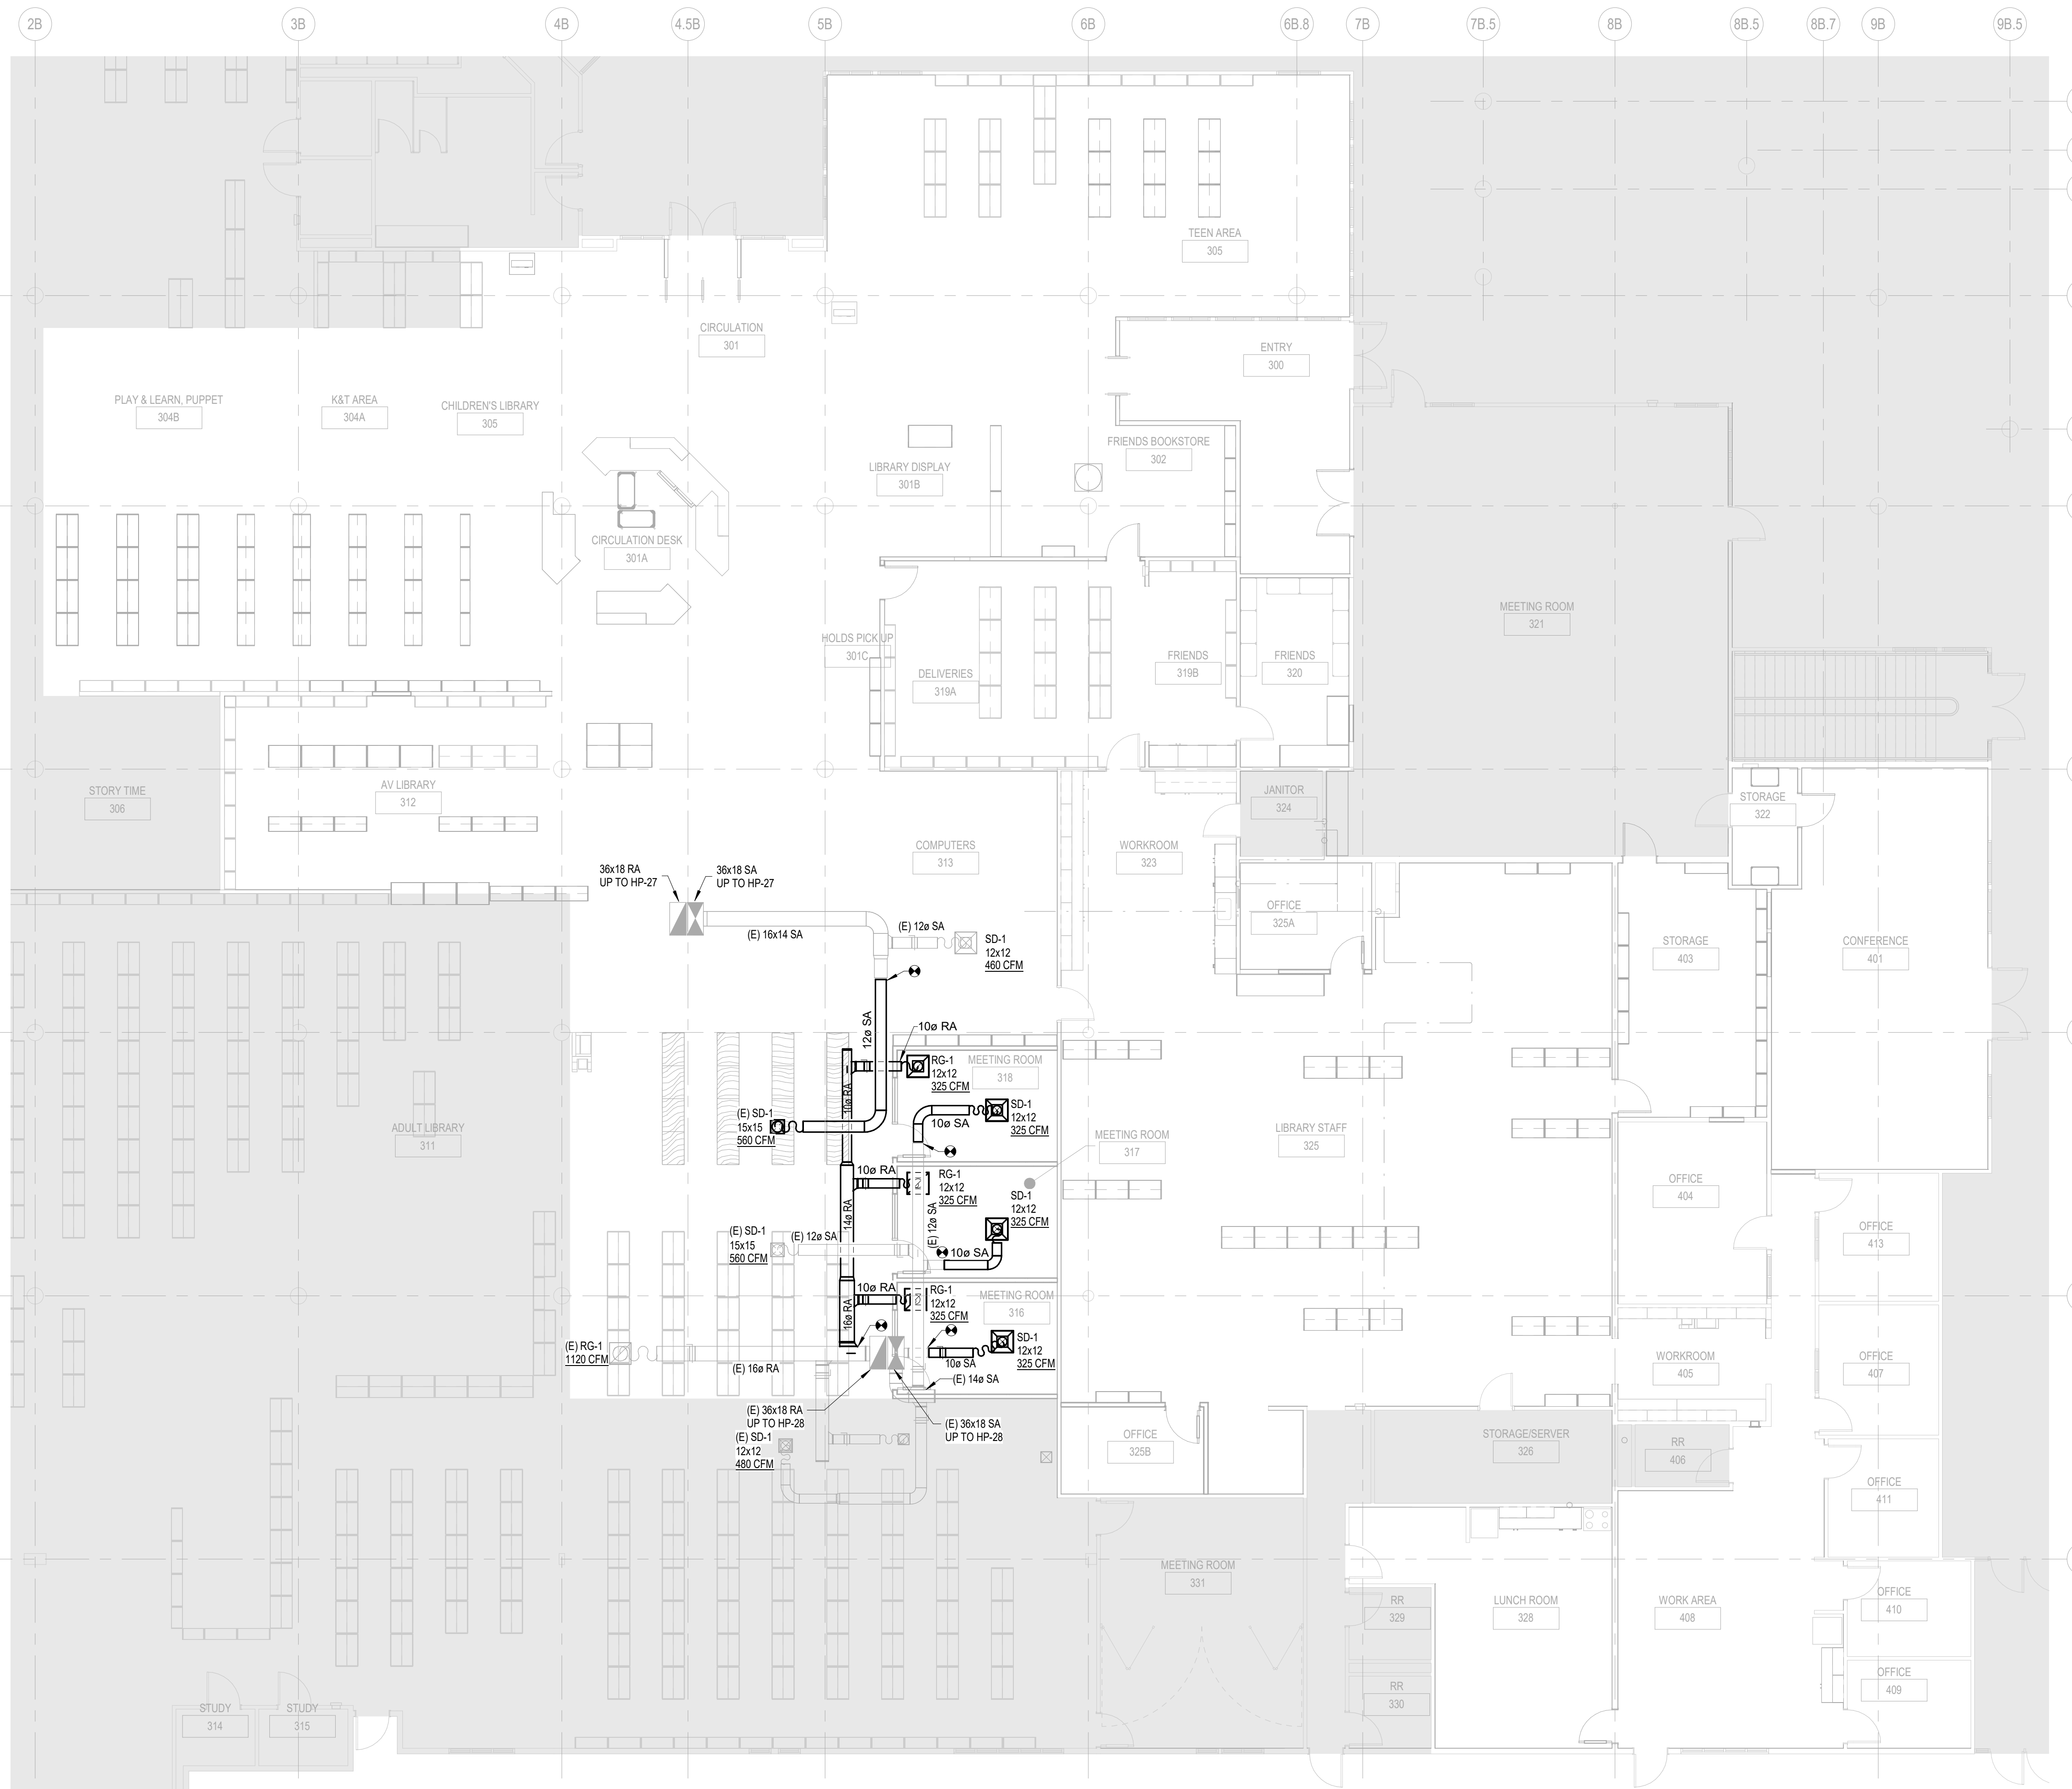 2B
3B
4B
4.5B
5B
6B
6B.8
7B
7B.5
8B
8B.5
8B.7
9B
9B.5
TEEN AREA
305
CIRCULATION
301
ENTRY
300
PLAY & LEARN, PUPPET
304B
K&T AREA
304A
CHILDREN'S LIBRARY
305
FRIENDS BOOKSTORE
302
LIBRARY DISPLAY
301B
CIRCULATION DESK
301A
MEETING ROOM
321
HOLDS PICK UP
301C
DELIVERIES
319A
FRIENDS
319B
FRIENDS
320
STORY TIME
306
AV LIBRARY
312
JANITOR
324
STORAGE
322
COMPUTERS
313
WORKROOM
323
36x18 RA
UP TO HP-27
36x18 SA
UP TO HP-27
OFFICE
325A
(E) 16x14 SA
(E) 12ø SA
SD-1
12x12
460 CFM
STORAGE
403
CONFERENCE
401
12ø SA
10ø RA
RG-1
12x12
325 CFM
MEETING ROOM
318
10ø RA
(E) SD-1
15x15
560 CFM
SD-1
12x12
325 CFM
10ø SA
ADULT LIBRARY
311
MEETING ROOM
317
LIBRARY STAFF
325
10ø RA
RG-1
12x12
325 CFM
OFFICE
404
14ø RA
SD-1
12x12
325 CFM
(E) 12ø SA
(E) SD-1
15x15
560 CFM
(E) 12ø SA
10ø SA
OFFICE
413
10ø RA
RG-1
12x12
325 CFM
MEETING ROOM
316
16ø RA
SD-1
12x12
325 CFM
(E) RG-1
1120 CFM
(E) 16ø RA
10ø SA
(E) 14ø SA
WORKROOM
405
OFFICE
407
(E) 36x18 RA
UP TO HP-28
(E) 36x18 SA
UP TO HP-28
(E) SD-1
12x12
480 CFM
OFFICE
325B
STORAGE/SERVER
326
RR
406
OFFICE
411
MEETING ROOM
331
RR
329
LUNCH ROOM
328
WORK AREA
408
OFFICE
410
OFFICE
409
RR
330
STUDY
314
STUDY
315